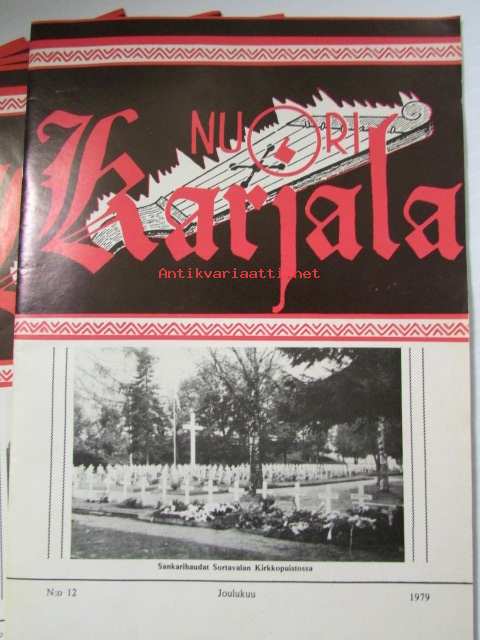 NUORI
Karjala
Antikvariaatti.net
Sankarihaudat Sortavalan Kirkkopuistossa
N:o 12 Joulukuu 1979